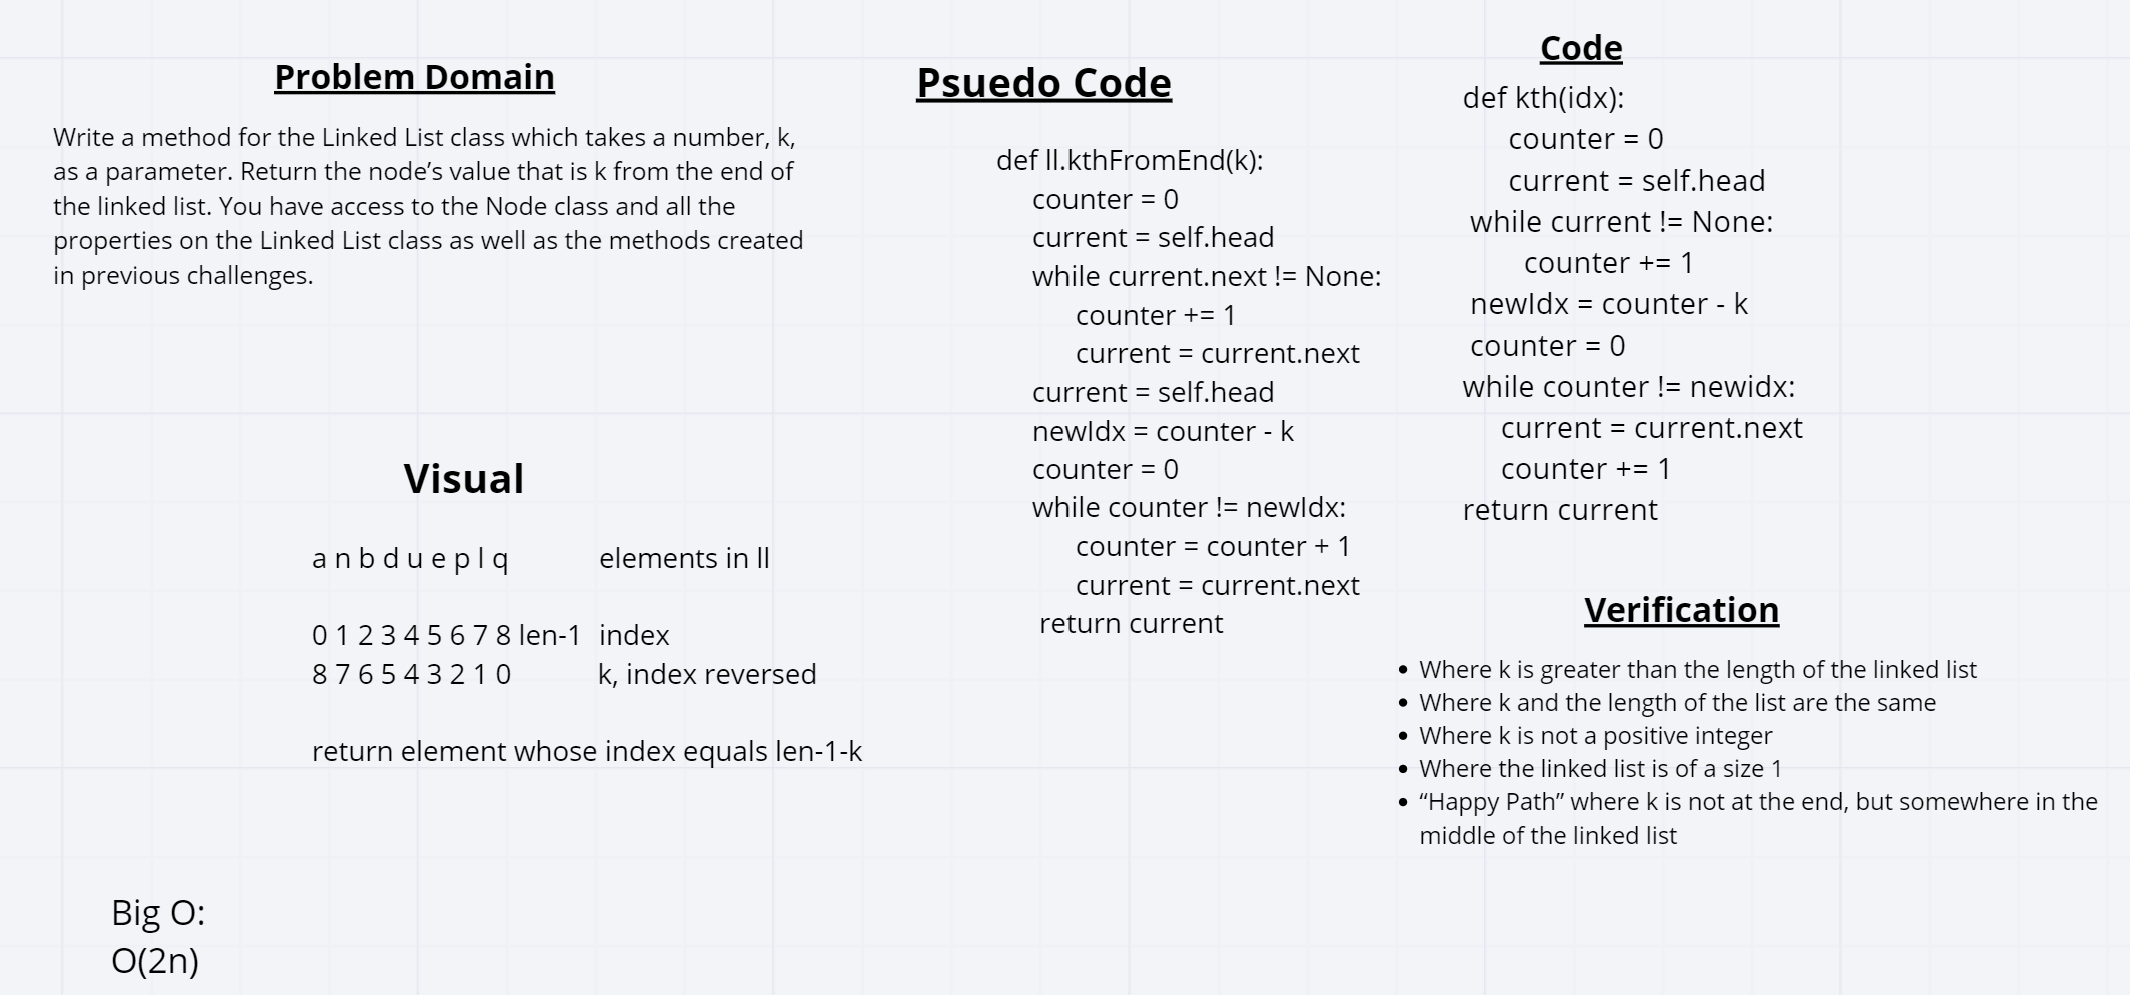 Problem Domain
Write a method for the Linked List class which takes a number, k,
as a parameter. Return the node’s value that is k from the end of
the linked list. You have access to the Node class and all the
properties on the Linked List class as well as the methods created
in previous challenges.
Visual
a n b d u e p l q elements in ll
0 1 2 3 4 5 6 7 8 len-1 index
8 7 6 5 4 3 2 1 0 k, index reversed
return element whose index equals len-1-k
Big O:
O(2n)
Psuedo Code
def ll.kthFromEnd(k):
counter = 0
current = self.head
while current.next != None:
counter += 1
current = current.next
current = self.head
newIdx = counter - k
counter = 0
while counter != newIdx:
counter = counter + 1
current = current.next
return current
Code
def kth(idx):
counter = 0
current = self.head
while current != None:
counter += 1
newIdx = counter - k
counter = 0
while counter != newidx:
current = current.next
counter += 1
return current
Verification
• Where k is greater than the length of the linked list
• Where k and the length of the list are the same
• Where k is not a positive integer
• Where the linked list is of a size 1
• “Happy Path” where k is not at the end, but somewhere in the
middle of the linked list